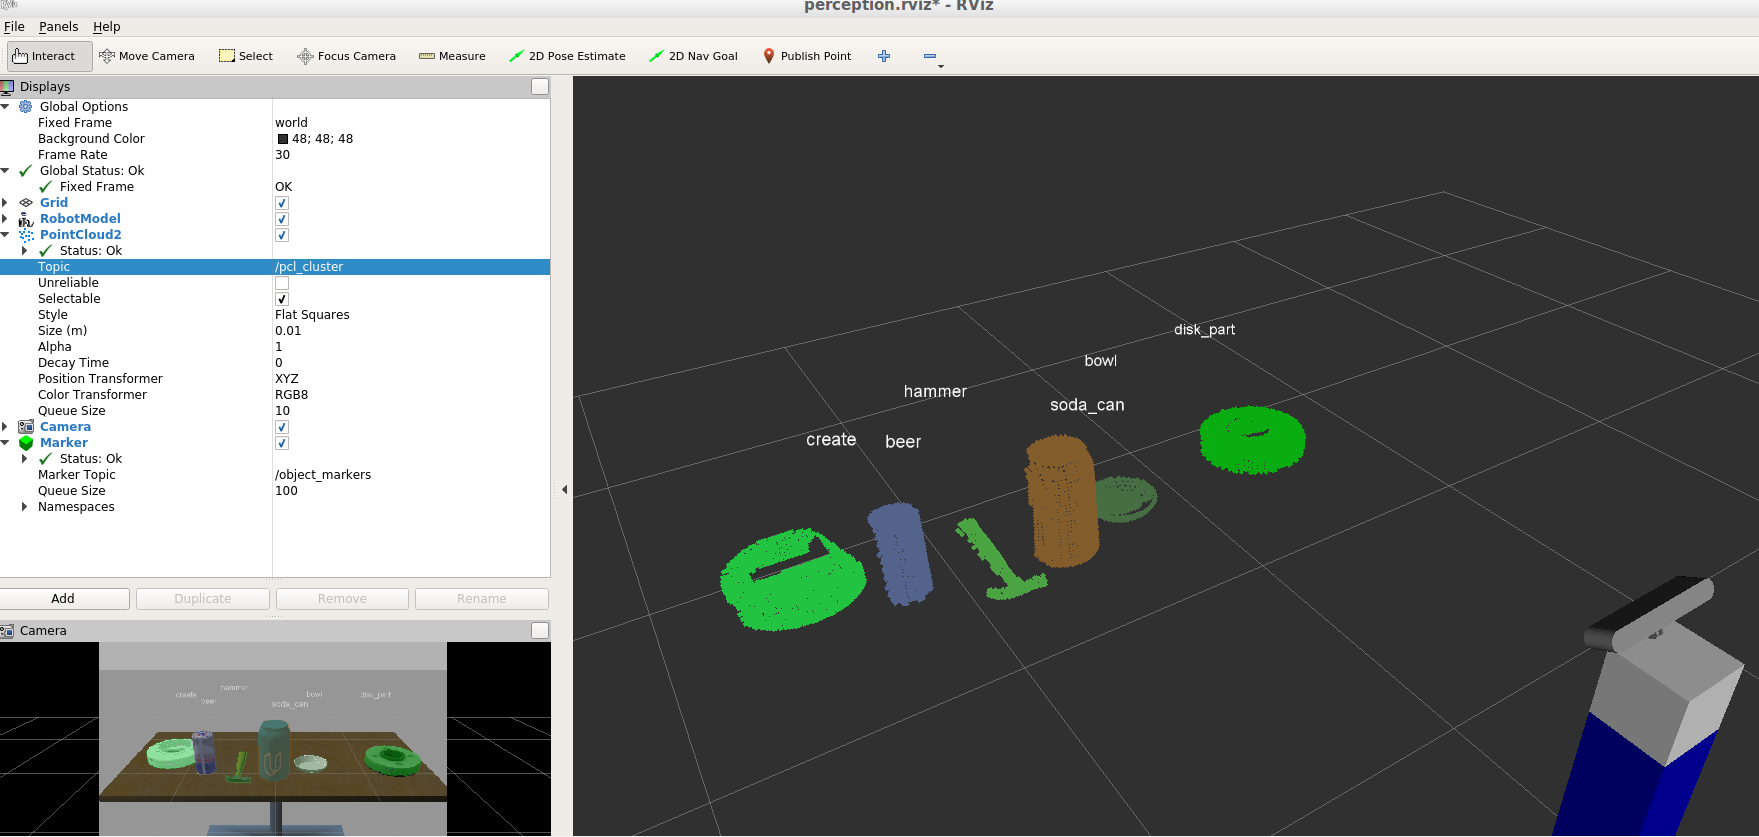 perception.rviz* - RViz
File Panels Help
Interact Move Camera Select Focus Camera Measure 2D Pose Estimate 2D Nav Goal Publish Point
Displays
Global Options
Fixed Frame world
Background Color 48; 48; 48
Frame Rate 30
Global Status: Ok
Fixed Frame OK
Grid
RobotModel
PointCloud2
Status: Ok
Topic /pcl_cluster
Unreliable
Selectable
Style Flat Squares
Size (m) 0.01
Alpha 1
Decay Time 0
Position Transformer XYZ
Color Transformer RGB8
Queue Size 10
Camera
Marker
Status: Ok
Marker Topic /object_markers
Queue Size 100
Namespaces
Add Duplicate Remove Rename
Camera
create hammer beer soda_can bowl disk_part
disk_part
bowl
hammer
soda_can
create beer